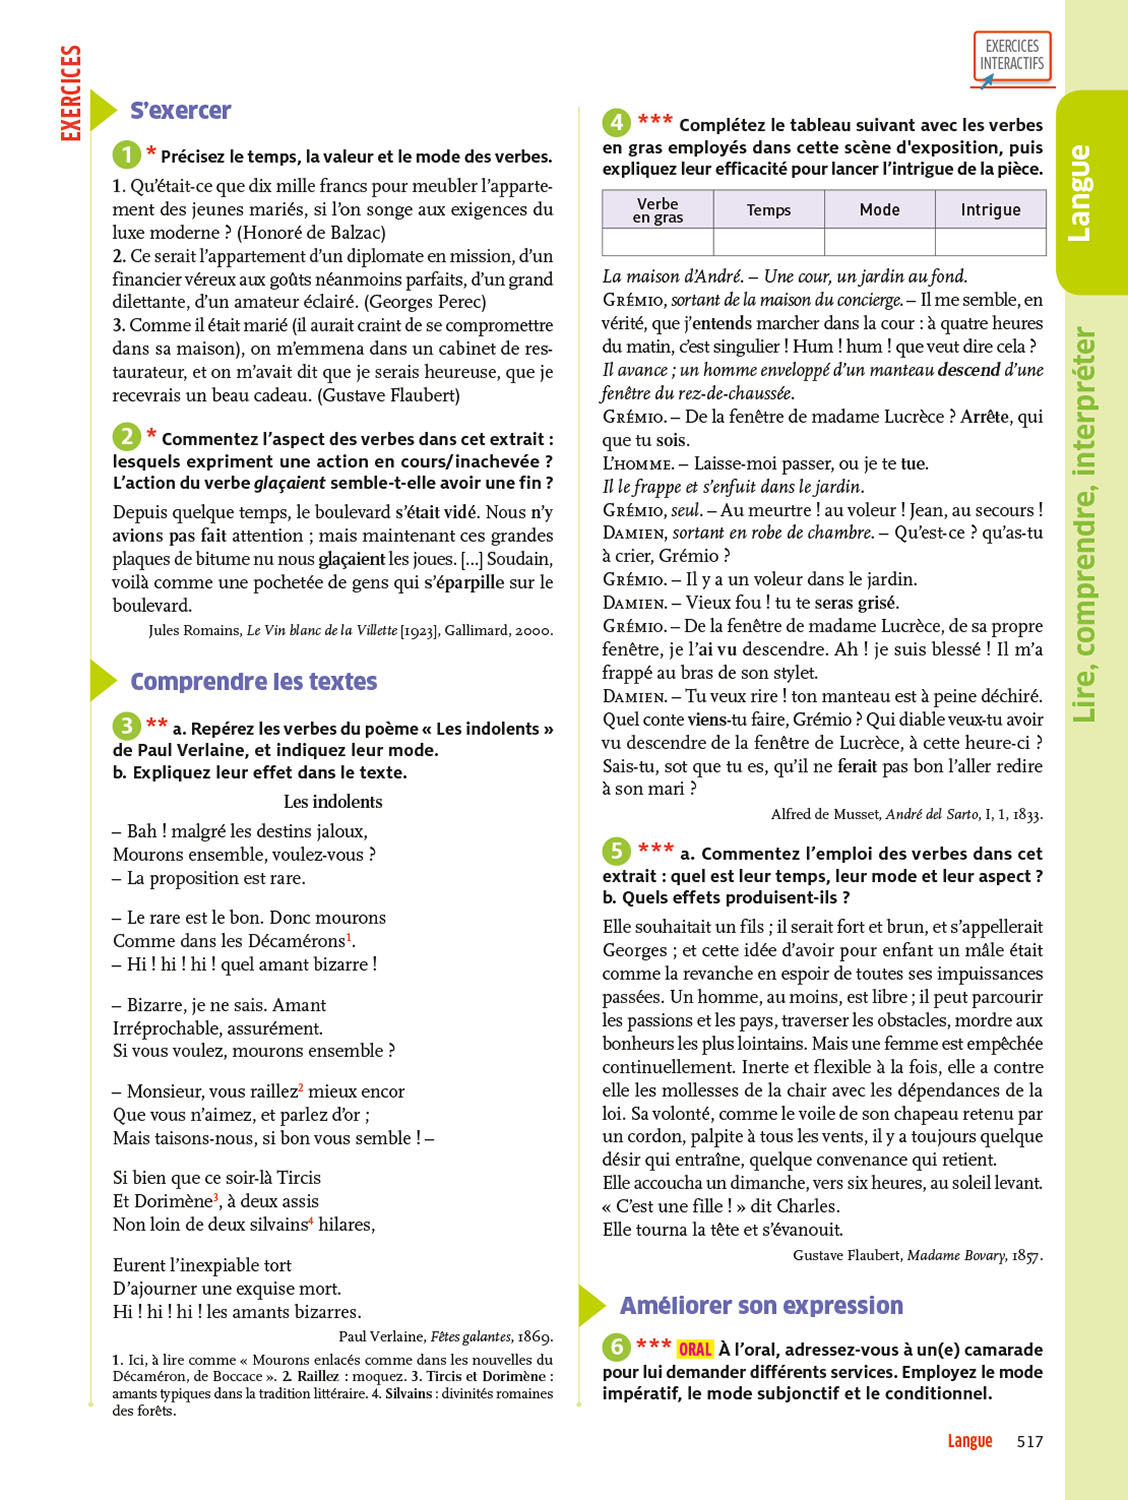 EXERCICES
EXERCICES
INTERACTIFS
Langue
Lire, comprendre, interpréter
S'exercer
1 * Précisez le temps, la valeur et le mode des verbes.
1. Qu'était-ce que dix mille francs pour meubler l'apparte-
ment des jeunes mariés, si l'on songe aux exigences du
luxe moderne ? (Honoré de Balzac)
2. Ce serait l'appartement d'un diplomate en mission, d'un
financier véreux aux goûts néanmoins parfaits, d'un grand
dilettante, d'un amateur éclairé. (Georges Perec)
3. Comme il était marié (il aurait craint de se compromettre
dans sa maison), on m'emmena dans un cabinet de res-
taurateur, et on m'avait dit que je serais heureuse, que je
recevrais un beau cadeau. (Gustave Flaubert)
2 * Commentez l'aspect des verbes dans cet extrait :
lesquels expriment une action en cours/inachevée ?
L'action du verbe glaçaient semble-t-elle avoir une fin ?
Depuis quelque temps, le boulevard s'était vidé. Nous n'y
avions pas fait attention ; mais maintenant ces grandes
plaques de bitume nu nous glaçaient les joues. [...] Soudain,
voilà comme une pochetée de gens qui s'éparpille sur le
boulevard.
Jules Romains, Le Vin blanc de la Villette [1923], Gallimard, 2000.
Comprendre les textes
3 ** a. Repérez les verbes du poème « Les indolents »
de Paul Verlaine, et indiquez leur mode.
b. Expliquez leur effet dans le texte.
Les indolents
– Bah ! malgré les destins jaloux,
Mourons ensemble, voulez-vous ?
– La proposition est rare.
– Le rare est le bon. Donc mourons
Comme dans les Décamérons1.
– Hi ! hi ! hi ! quel amant bizarre !
– Bizarre, je ne sais. Amant
Irréprochable, assurément.
Si vous voulez, mourons ensemble ?
– Monsieur, vous raillez2 mieux encor
Que vous n'aimez, et parlez d'or ;
Mais taisons-nous, si bon vous semble ! –
Si bien que ce soir-là Tircis
Et Dorimène3, à deux assis
Non loin de deux silvains4 hilares,
Eurent l'inexpiable tort
D'ajourner une exquise mort.
Hi ! hi ! hi ! les amants bizarres.
Paul Verlaine, Fêtes galantes, 1869.
1. Ici, à lire comme « Mourons enlacés comme dans les nouvelles du
Décaméron, de Boccace ». 2. Raillez : moquez. 3. Tircis et Dorimène :
amants typiques dans la tradition littéraire. 4. Silvains : divinités romaines
des forêts.
4 *** Complétez le tableau suivant avec les verbes
en gras employés dans cette scène d'exposition, puis
expliquez leur efficacité pour lancer l'intrigue de la pièce.
Verbe
en gras
Temps
Mode
Intrigue
La maison d'André. – Une cour, un jardin au fond.
GRÉMIO, sortant de la maison du concierge. – Il me semble, en
vérité, que j'entends marcher dans la cour : à quatre heures
du matin, c'est singulier ! Hum ! hum ! que veut dire cela ?
Il avance ; un homme enveloppé d'un manteau descend d'une
fenêtre du rez-de-chaussée.
GRÉMIO. – De la fenêtre de madame Lucrèce ? Arrête, qui
que tu sois.
L'HOMME. – Laisse-moi passer, ou je te tue.
Il le frappe et s'enfuit dans le jardin.
GRÉMIO, seul. – Au meurtre ! au voleur ! Jean, au secours !
DAMIEN, sortant en robe de chambre. – Qu'est-ce ? qu'as-tu
à crier, Grémio ?
GRÉMIO. – Il y a un voleur dans le jardin.
DAMIEN. – Vieux fou ! tu te seras grisé.
GRÉMIO. – De la fenêtre de madame Lucrèce, de sa propre
fenêtre, je l'ai vu descendre. Ah ! je suis blessé ! Il m'a
frappé au bras de son stylet.
DAMIEN. – Tu veux rire ! ton manteau est à peine déchiré.
Quel conte viens-tu faire, Grémio ? Qui diable veux-tu avoir
vu descendre de la fenêtre de Lucrèce, à cette heure-ci ?
Sais-tu, sot que tu es, qu'il ne ferait pas bon l'aller redire
à son mari ?
Alfred de Musset, André del Sarto, I, 1, 1833.
5 *** a. Commentez l'emploi des verbes dans cet
extrait : quel est leur temps, leur mode et leur aspect ?
b. Quels effets produisent-ils ?
Elle souhaitait un fils ; il serait fort et brun, et s'appellerait
Georges ; et cette idée d'avoir pour enfant un mâle était
comme la revanche en espoir de toutes ses impuissances
passées. Un homme, au moins, est libre ; il peut parcourir
les passions et les pays, traverser les obstacles, mordre aux
bonheurs les plus lointains. Mais une femme est empêchée
continuellement. Inerte et flexible à la fois, elle a contre
elle les mollesses de la chair avec les dépendances de la
loi. Sa volonté, comme le voile de son chapeau retenu par
un cordon, palpite à tous les vents, il y a toujours quelque
désir qui entraîne, quelque convenance qui retient.
Elle accoucha un dimanche, vers six heures, au soleil levant.
« C'est une fille ! » dit Charles.
Elle tourna la tête et s'évanouit.
Gustave Flaubert, Madame Bovary, 1857.
Améliorer son expression
6 *** ORAL À l'oral, adressez-vous à un(e) camarade
pour lui demander différents services. Employez le mode
impératif, le mode subjonctif et le conditionnel.
Langue 517